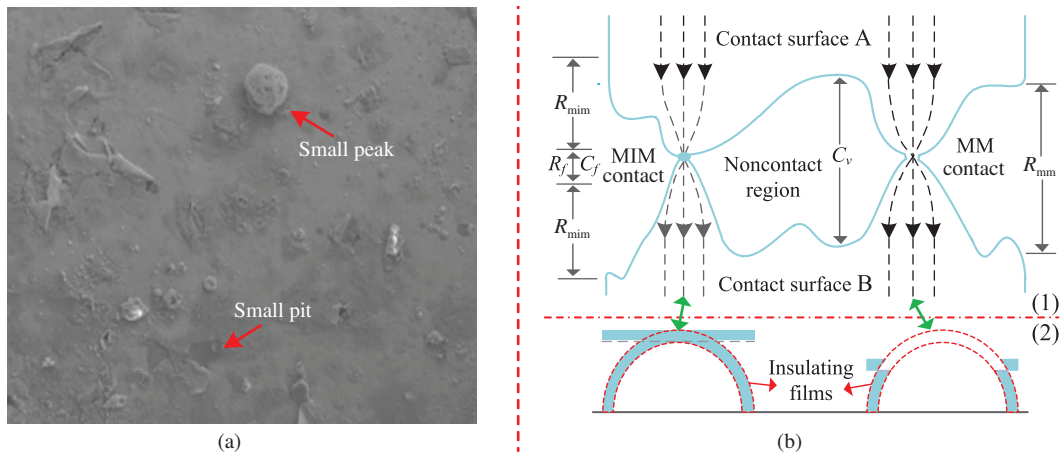 Small peak
Small pit
(a)
Contact surface A
R_mim
R_f
C_f
R_mim
MIM
contact
Noncontact
region
C_v
MM
contact
R_mm
Contact surface B
(1)
(2)
Insulating
films
(b)